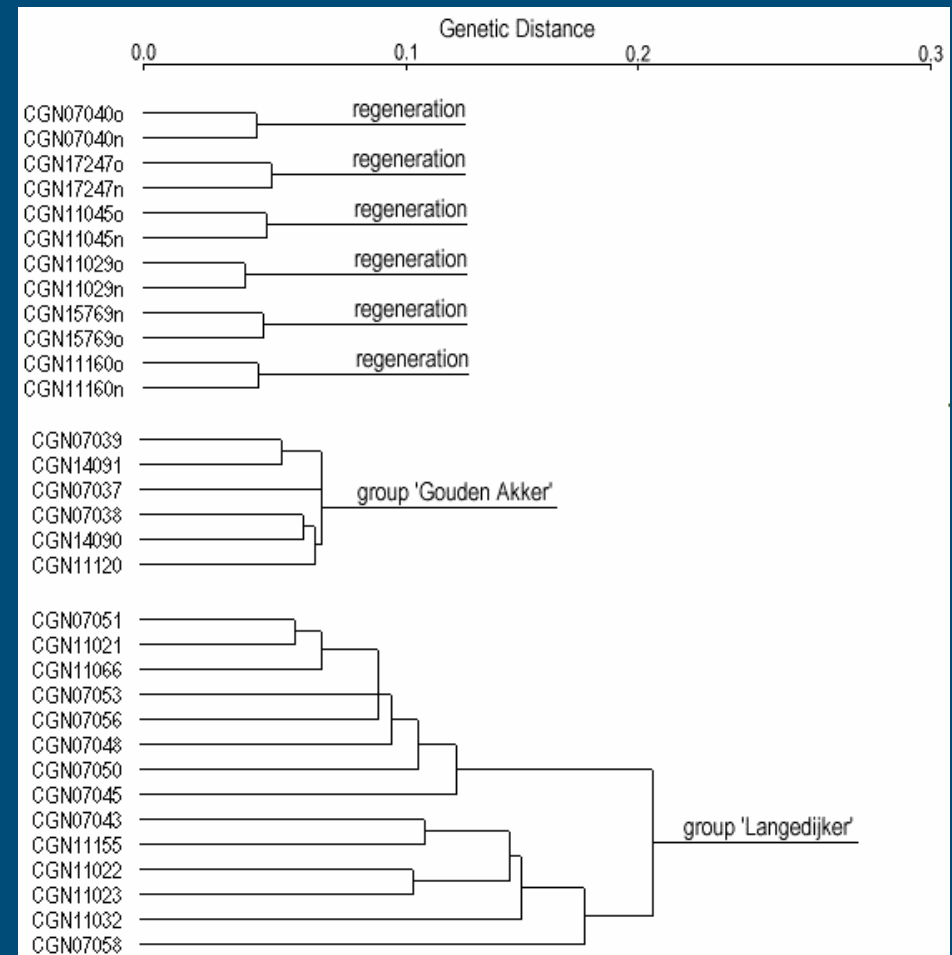 Genetic Distance
0.0 0.1 0.2 0.3
CGN07040o regeneration
CGN07040n
CGN17247o regeneration
CGN17247n
CGN11045o regeneration
CGN11045n
CGN11029o regeneration
CGN11029n
CGN15769n regeneration
CGN15769o
CGN11160o regeneration
CGN11160n
CGN07039
CGN14091
CGN07037 group 'Gouden Akker'
CGN07038
CGN14090
CGN11120
CGN07051
CGN11021
CGN11066
CGN07053
CGN07056
CGN07048
CGN07050
CGN07045
CGN07043 group 'Langedijker'
CGN11155
CGN11022
CGN11023
CGN11032
CGN07058